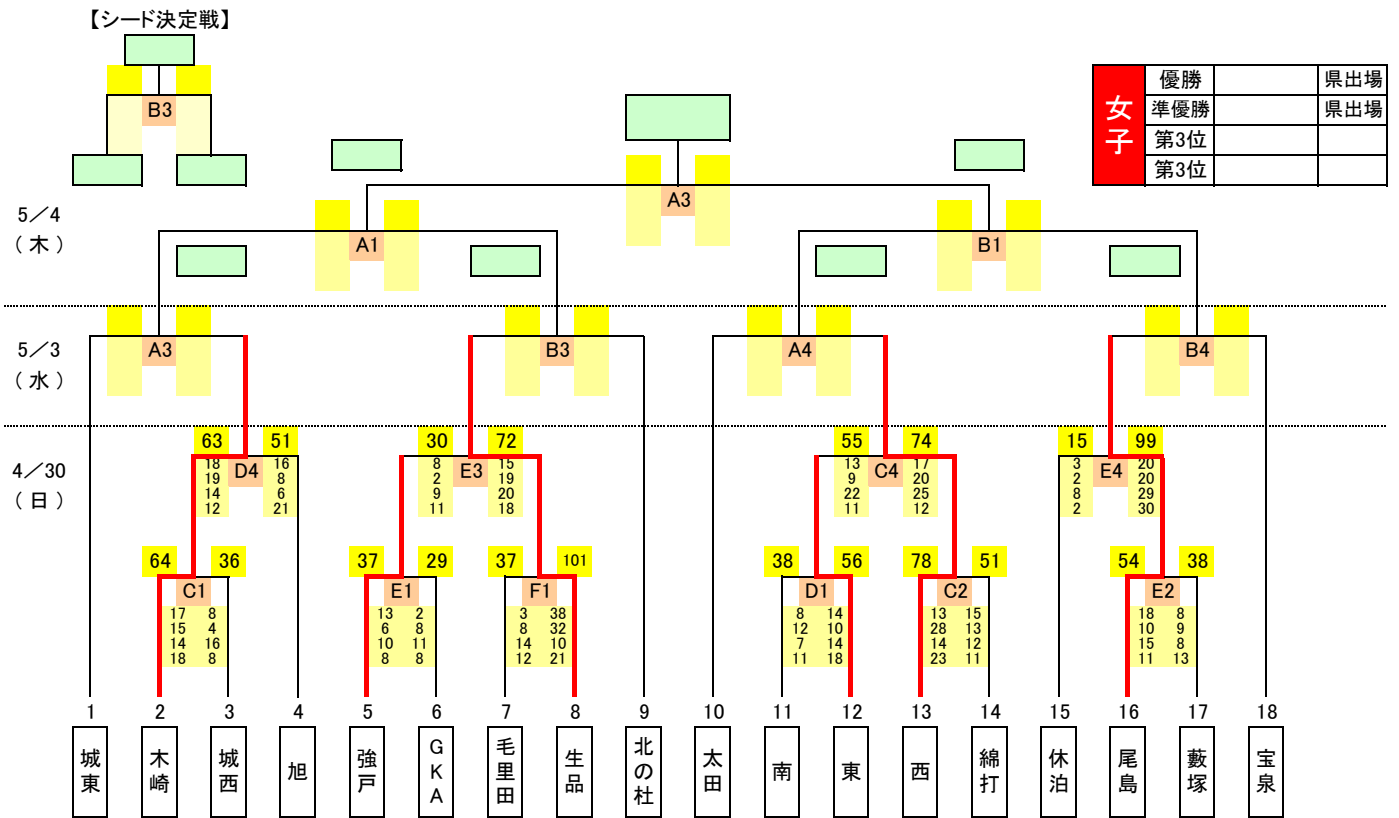 【シード決定戦】
B3
女子
優勝 県出場
準優勝 県出場
第3位
第3位
A3
5／4
（ 木 ）
A1 B1
5／3
（ 水 ）
A3 B3 A4 B4
4／30
（ 日 ）
63 51 30 72 55 74 15 99
D4 E3 C4 E4
18 16 8 15 13 17 3 20
19 8 2 19 9 20 2 20
14 6 9 20 22 25 8 29
12 21 11 18 11 12 2 30
64 36 37 29 37 101 38 56 78 51 54 38
C1 E1 F1 D1 C2 E2
17 8 13 2 3 38 8 14 13 15 18 8
15 4 6 8 8 32 12 10 28 13 10 9
14 16 10 11 14 10 7 14 14 12 15 8
18 8 8 8 12 21 11 18 23 11 11 13
1 2 3 4 5 6 7 8 9 10 11 12 13 14 15 16 17 18
城東 木崎 城西 旭 強戸 GKA 毛里田 生品 北の杜 太田 南 東 西 綿打 休泊 尾島 藪塚 宝泉